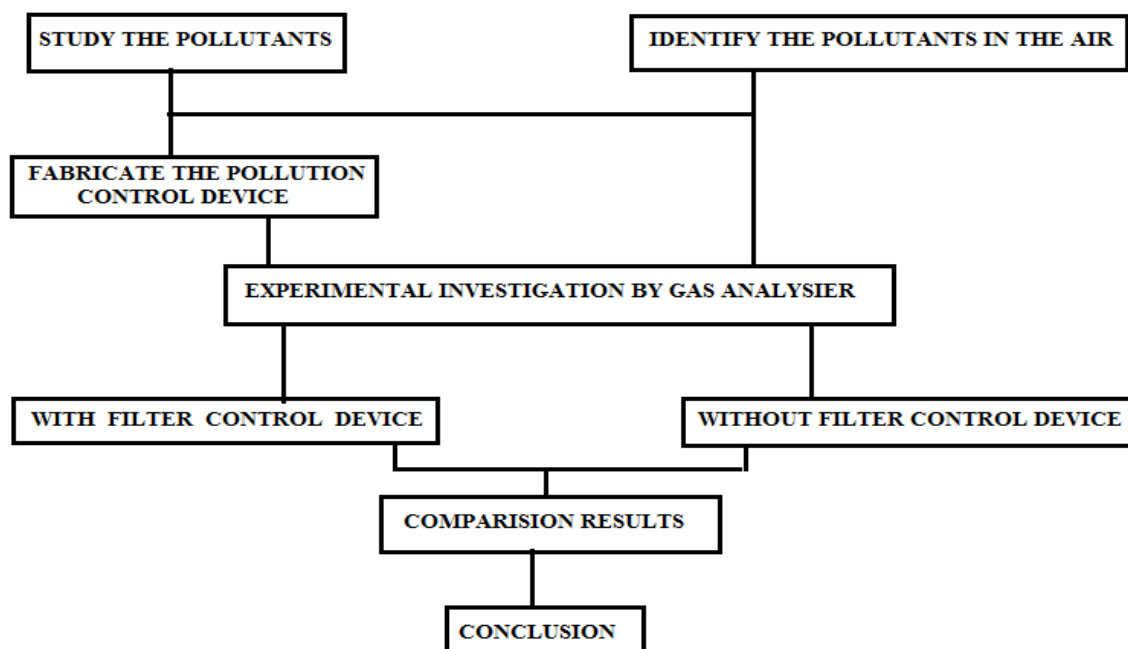 STUDY THE POLLUTANTS
IDENTIFY THE POLLUTANTS IN THE AIR
FABRICATE THE POLLUTION
CONTROL DEVICE
EXPERIMENTAL INVESTIGATION BY GAS ANALYSIER
WITH FILTER CONTROL DEVICE
WITHOUT FILTER CONTROL DEVICE
COMPARISION RESULTS
CONCLUSION